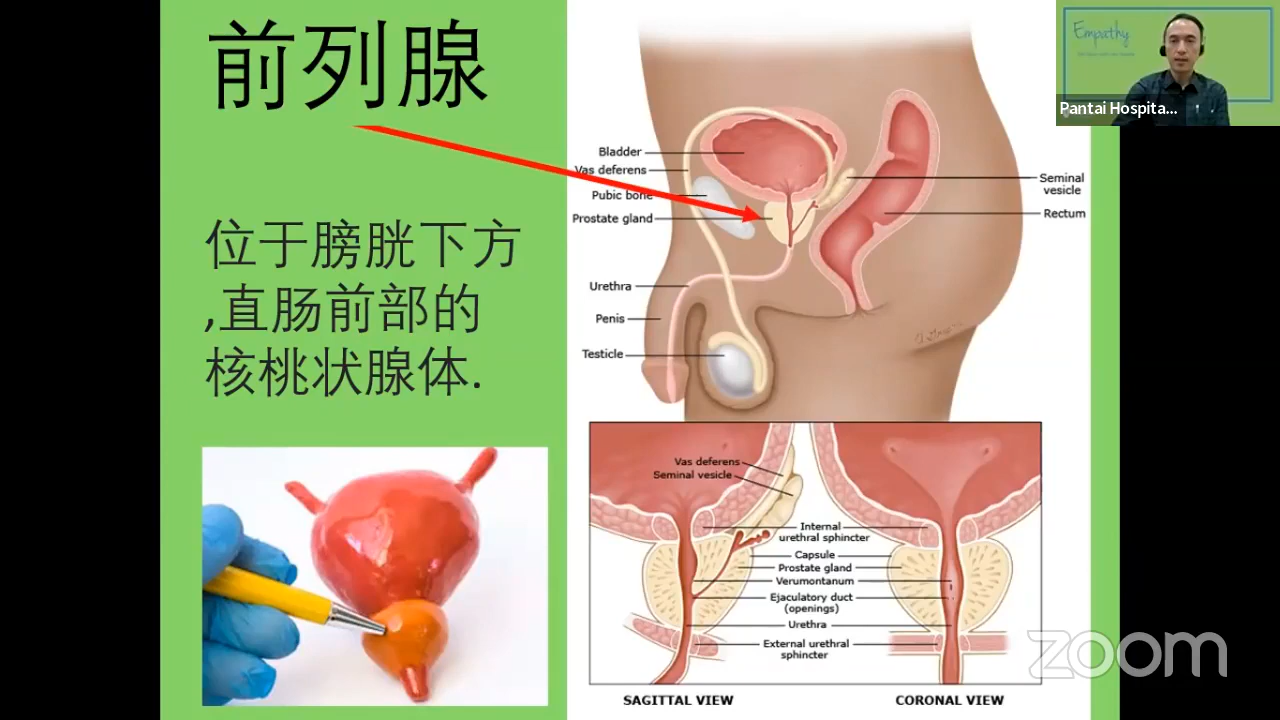 前列腺
位于膀胱下方
,直肠前部的
核桃状腺体.
Bladder
Vas deferens
Pubic bone
Prostate gland
Urethra
Penis
Testicle
Seminal
vesicle
Rectum
Vas deferens
Seminal vesicle
Internal
urethral sphincter
Capsule
Prostate gland
Verumontanum
Ejaculatory duct
(openings)
Urethra
External urethral
sphincter
SAGITTAL VIEW
CORONAL VIEW
Empathy
Pantai Hospita...
zoom